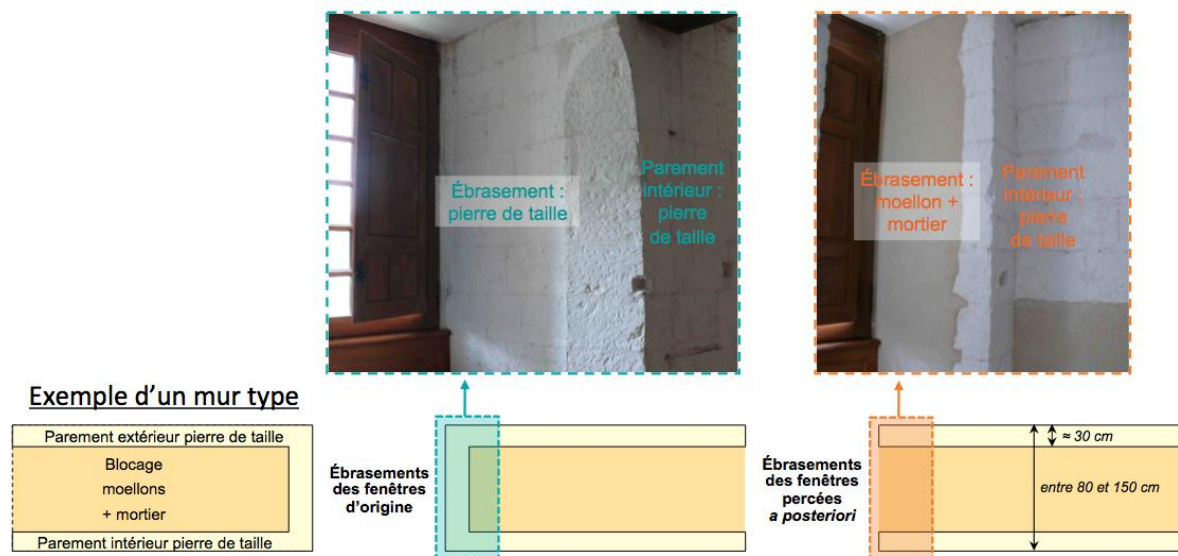 Ébrasement :
pierre de taille
Parement
intérieur :
pierre
de taille
Ébrasement :
moellon +
mortier
Parement
intérieur :
pierre
de taille
Exemple d’un mur type
Parement extérieur pierre de taille
Blocage
moellons
+ mortier
Parement intérieur pierre de taille
Ébrasements
des fenêtres
d’origine
Ébrasements
des fenêtres
percées
a posteriori
≈ 30 cm
entre 80 et 150 cm